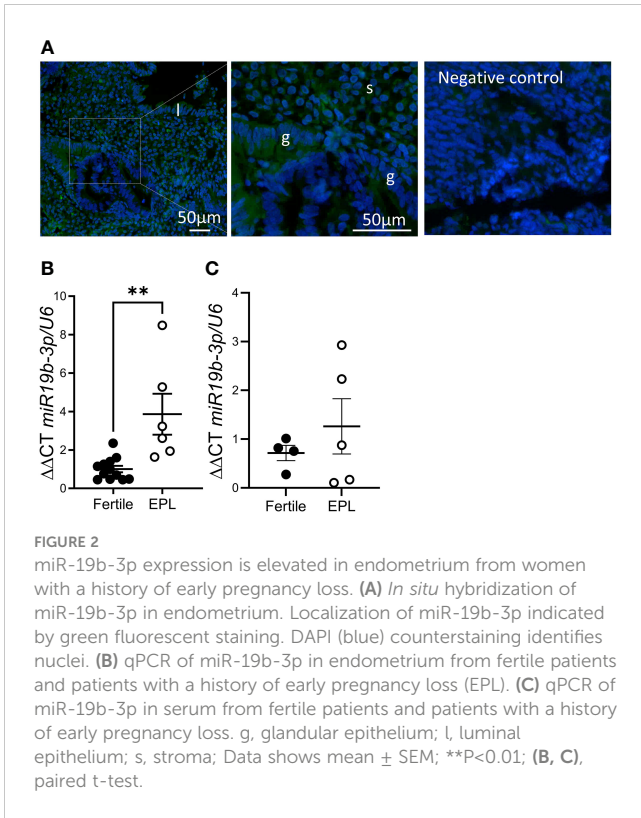 A
l
50μm
s
g
g
50μm
Negative control
B
ΔΔCT miR19b-3p/U6
10
8
6
4
2
0
**
Fertile
EPL
C
ΔΔCT miR19b-3p/U6
4
3
2
1
0
Fertile
EPL
FIGURE 2
miR-19b-3p expression is elevated in endometrium from women
with a history of early pregnancy loss. (A) In situ hybridization of
miR-19b-3p in endometrium. Localization of miR-19b-3p indicated
by green fluorescent staining. DAPI (blue) counterstaining identifies
nuclei. (B) qPCR of miR-19b-3p in endometrium from fertile patients
and patients with a history of early pregnancy loss (EPL). (C) qPCR of
miR-19b-3p in serum from fertile patients and patients with a history
of early pregnancy loss. g, glandular epithelium; l, luminal
epithelium; s, stroma; Data shows mean ± SEM; **P<0.01; (B, C),
paired t-test.